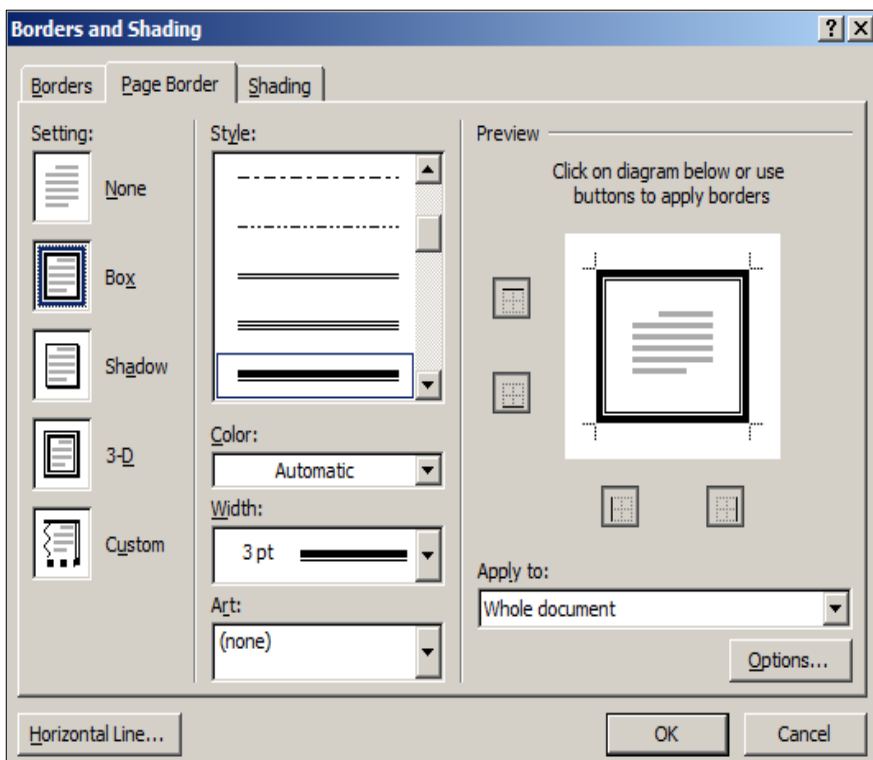 Borders and Shading
Borders
Page Border
Shading
Setting:
None
Box
Shadow
3-D
Custom
Style:
Color:
Automatic
Width:
3 pt
Art:
(none)
Preview
Click on diagram below or use
buttons to apply borders
Apply to:
Whole document
Options...
Horizontal Line...
OK
Cancel